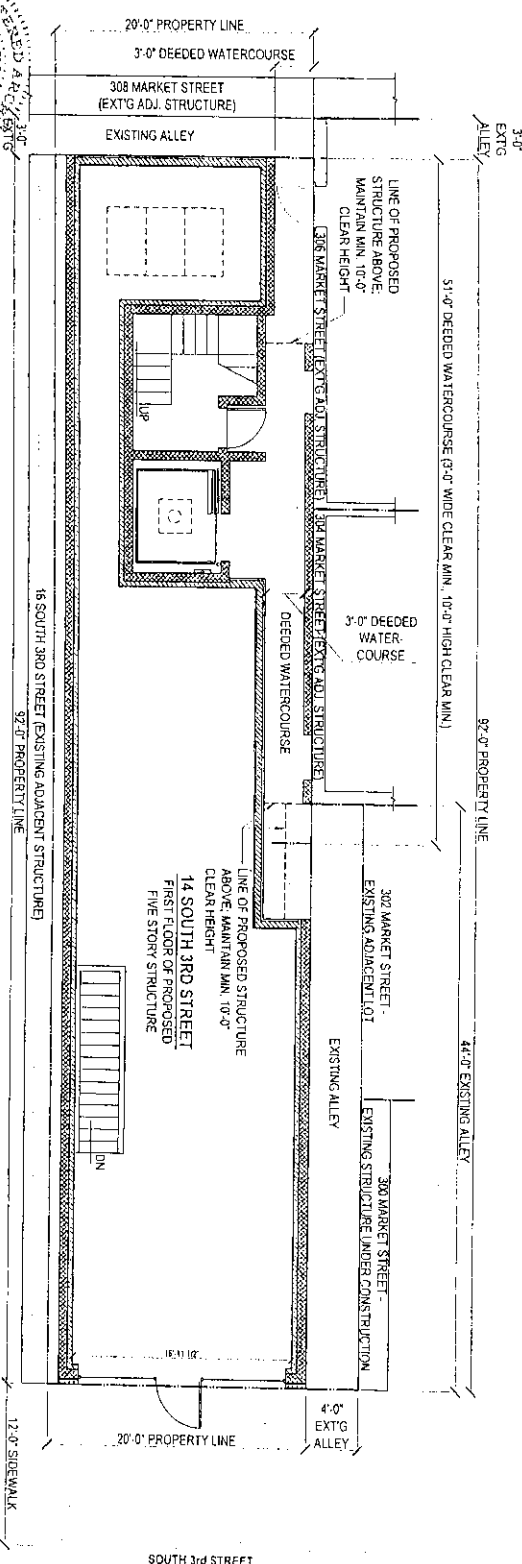 20'-0" PROPERTY LINE
3'-0" DEEDED WATERCOURSE
308 MARKET STREET
(EXT'G ADJ. STRUCTURE)
EXISTING ALLEY
3'-0"
EXT'G
3'-0"
EXT'G
ALLEY
LINE OF PROPOSED
STRUCTURE ABOVE;
MAINTAIN MIN. 10'-0"
CLEAR HEIGHT
51'-0" DEEDED WATERCOURSE (3'-0" WIDE CLEAR MIN., 10'-0" HIGH CLEAR MIN.)
92'-0" PROPERTY LINE
306 MARKET STREET (EXT'G ADJ. STRUCTURE)
304 MARKET STREET (EXT'G ADJ. STRUCTURE)
UP
3'-0" DEEDED
WATER-
COURSE
DEEDED WATERCOURSE
16 SOUTH 3RD STREET (EXISTING ADJACENT STRUCTURE)
92'-0" PROPERTY LINE
LINE OF PROPOSED STRUCTURE
ABOVE; MAINTAIN MIN. 10'-0"
CLEAR HEIGHT
14 SOUTH 3RD STREET
FIRST FLOOR OF PROPOSED
FIVE STORY STRUCTURE
302 MARKET STREET -
EXISTING ADJACENT LOT
44'-0" EXISTING ALLEY
EXISTING ALLEY
300 MARKET STREET -
EXISTING STRUCTURE UNDER CONSTRUCTION
DN
16'-11 1/2"
20'-0" PROPERTY LINE
4'-0"
EXT'G
ALLEY
12'-0" SIDEWALK
SOUTH 3rd STREET